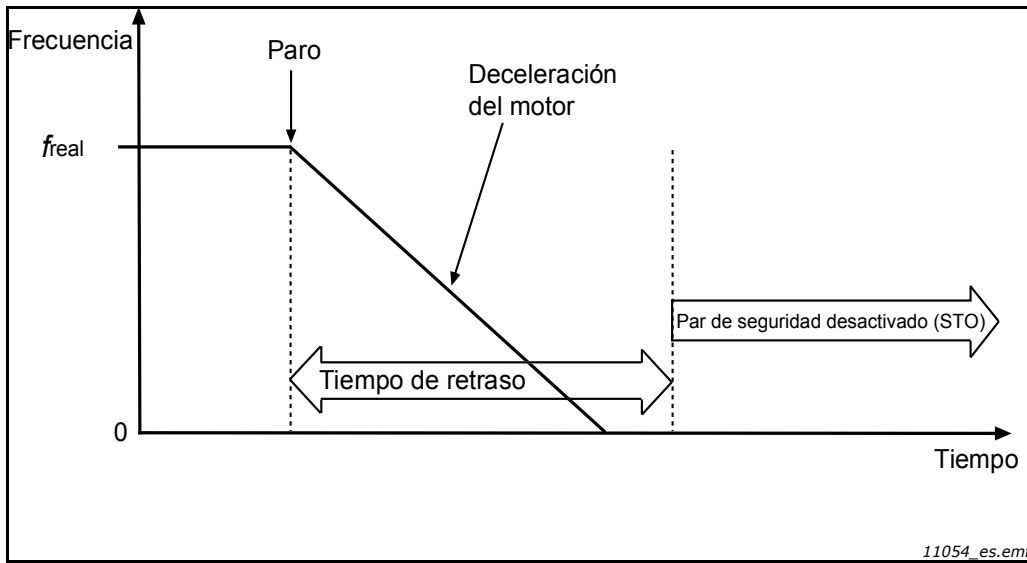 Frecuencia
Paro
Deceleración
del motor
freal
Par de seguridad desactivado (STO)
Tiempo de retraso
0
Tiempo
11054_es.emf